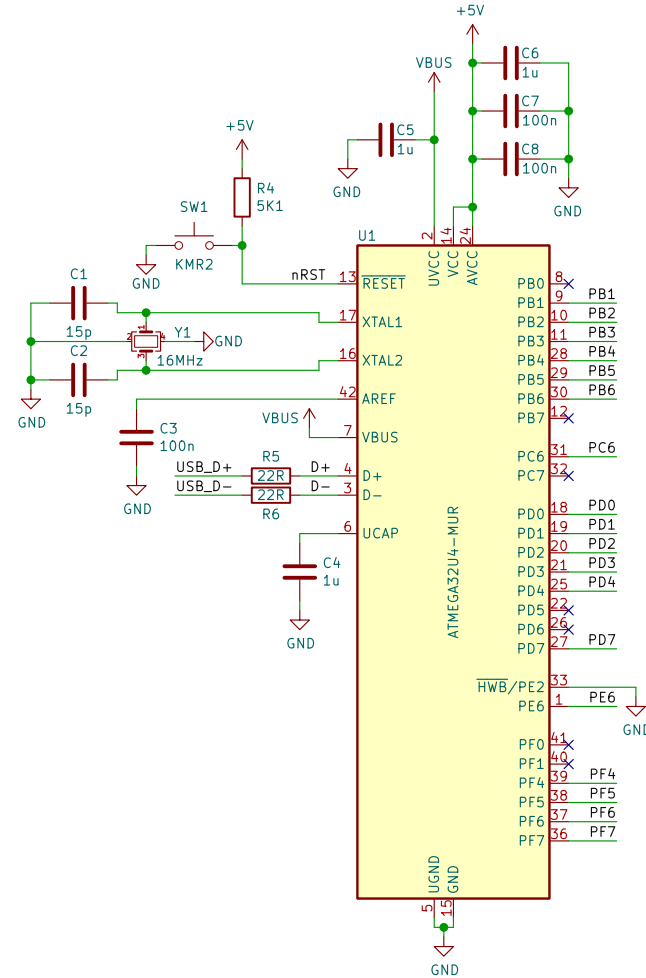 +5V
VBUS
C6
1u
C7
100n
C5
1u
C8
100n
GND
GND
+5V
R4
5K1
SW1
KMR2
GND
U1
2
14
24
UVCC
VCC
AVCC
nRST
13
RESET
17
XTAL1
16
XTAL2
42
AREF
7
VBUS
4
D+
3
D-
6
UCAP
C1
15p
1
2
4
3
Y1
16MHz
GND
C2
15p
GND
C3
100n
GND
VBUS
USB_D+
R5
22R
D+
USB_D-
22R
R6
D-
C4
1u
GND
ATMEGA32U4-MUR
PB0
8
PB1
9
PB1
PB2
10
PB2
PB3
11
PB3
PB4
28
PB4
PB5
29
PB5
PB6
30
PB6
PB7
12
PC6
31
PC6
PC7
32
PD0
18
PD0
PD1
19
PD1
PD2
20
PD2
PD3
21
PD3
PD4
25
PD4
PD5
22
PD6
26
PD7
27
PD7
HWB/PE2
33
PE6
1
PE6
GND
PF0
41
PF1
40
PF4
39
PF4
PF5
38
PF5
PF6
37
PF6
PF7
36
PF7
UGND
GND
5
15
GND